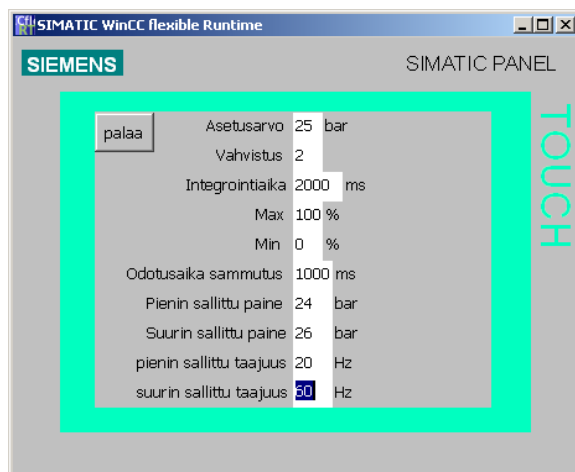 SIMATIC WinCC flexible Runtime
SIEMENS
SIMATIC PANEL
TOUCH
palaa
Asetusarvo 25 bar
Vahvistus 2
Integrointiaika 2000 ms
Max 100 %
Min 0 %
Odotusaika sammutus 1000 ms
Pienin sallittu paine 24 bar
Suurin sallittu paine 26 bar
pienin sallittu taajuus 20 Hz
suurin sallittu taajuus 60 Hz